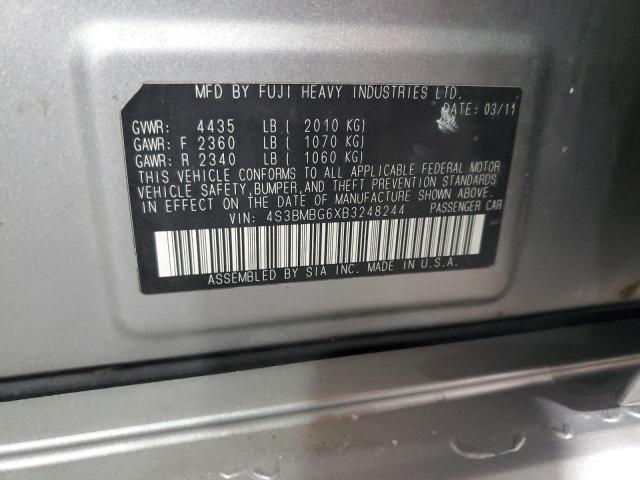 MFD BY FUJI HEAVY INDUSTRIES LTD.
DATE: 03/11
GVWR: 4435 LB ( 2010 KG)
GAWR: F 2360 LB ( 1070 KG)
GAWR: R 2340 LB ( 1060 KG)
THIS VEHICLE CONFORMS TO ALL APPLICABLE FEDERAL MOTOR
VEHICLE SAFETY, BUMPER, AND THEFT PREVENTION STANDARDS
IN EFFECT ON THE DATE OF MANUFACTURE SHOWN ABOVE.
VIN: 4S3BMBG6XB3248244 PASSENGER CAR
ASSEMBLED BY SIA INC. MADE IN U.S.A.